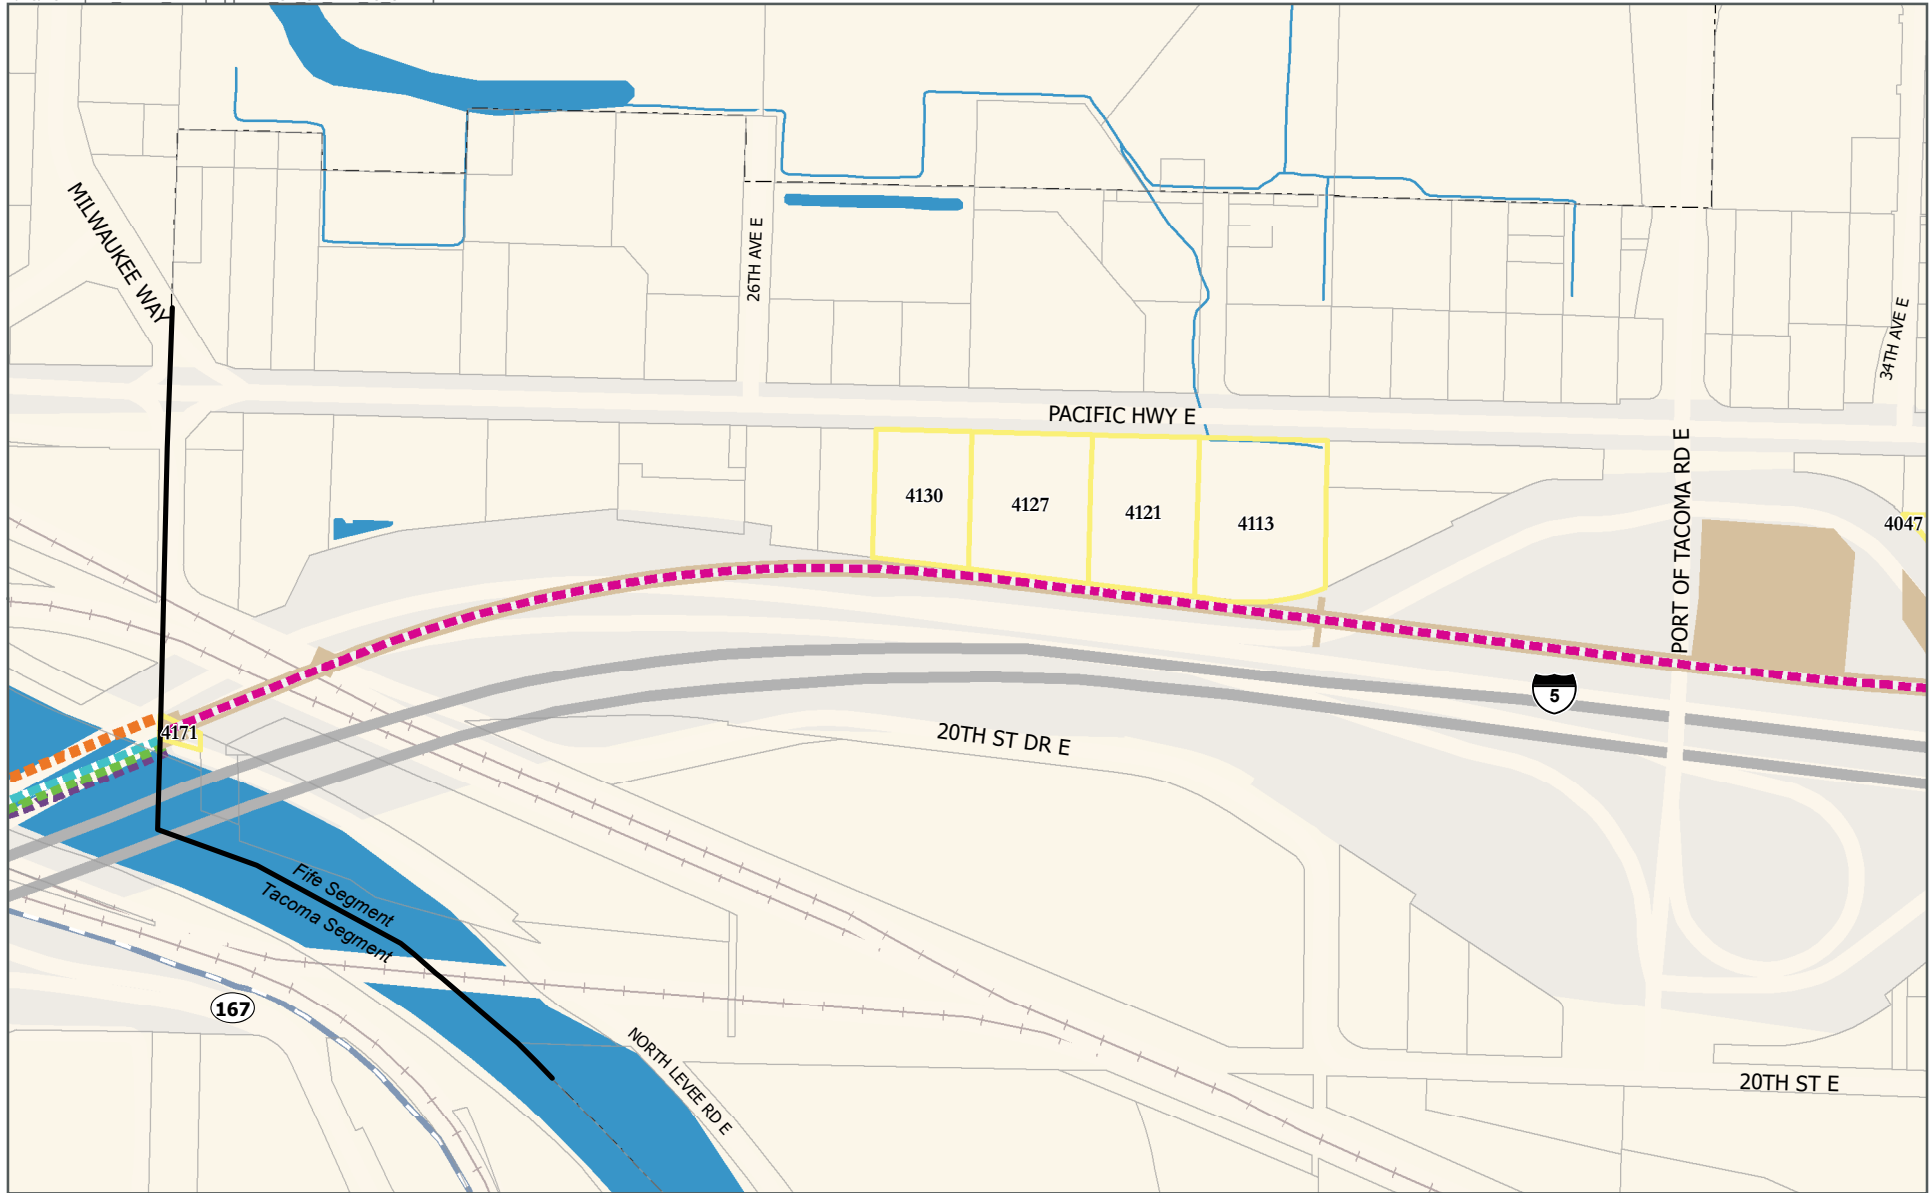 MILWAUKEE WAY
26TH AVE E
34TH AVE E
PACIFIC HWY E
PORT OF TACOMA RD E
4130
4127
4121
4113
4047
5
4171
20TH ST DR E
Fife Segment
Tacoma Segment
167
NORTH LEVEE RD E
20TH ST E